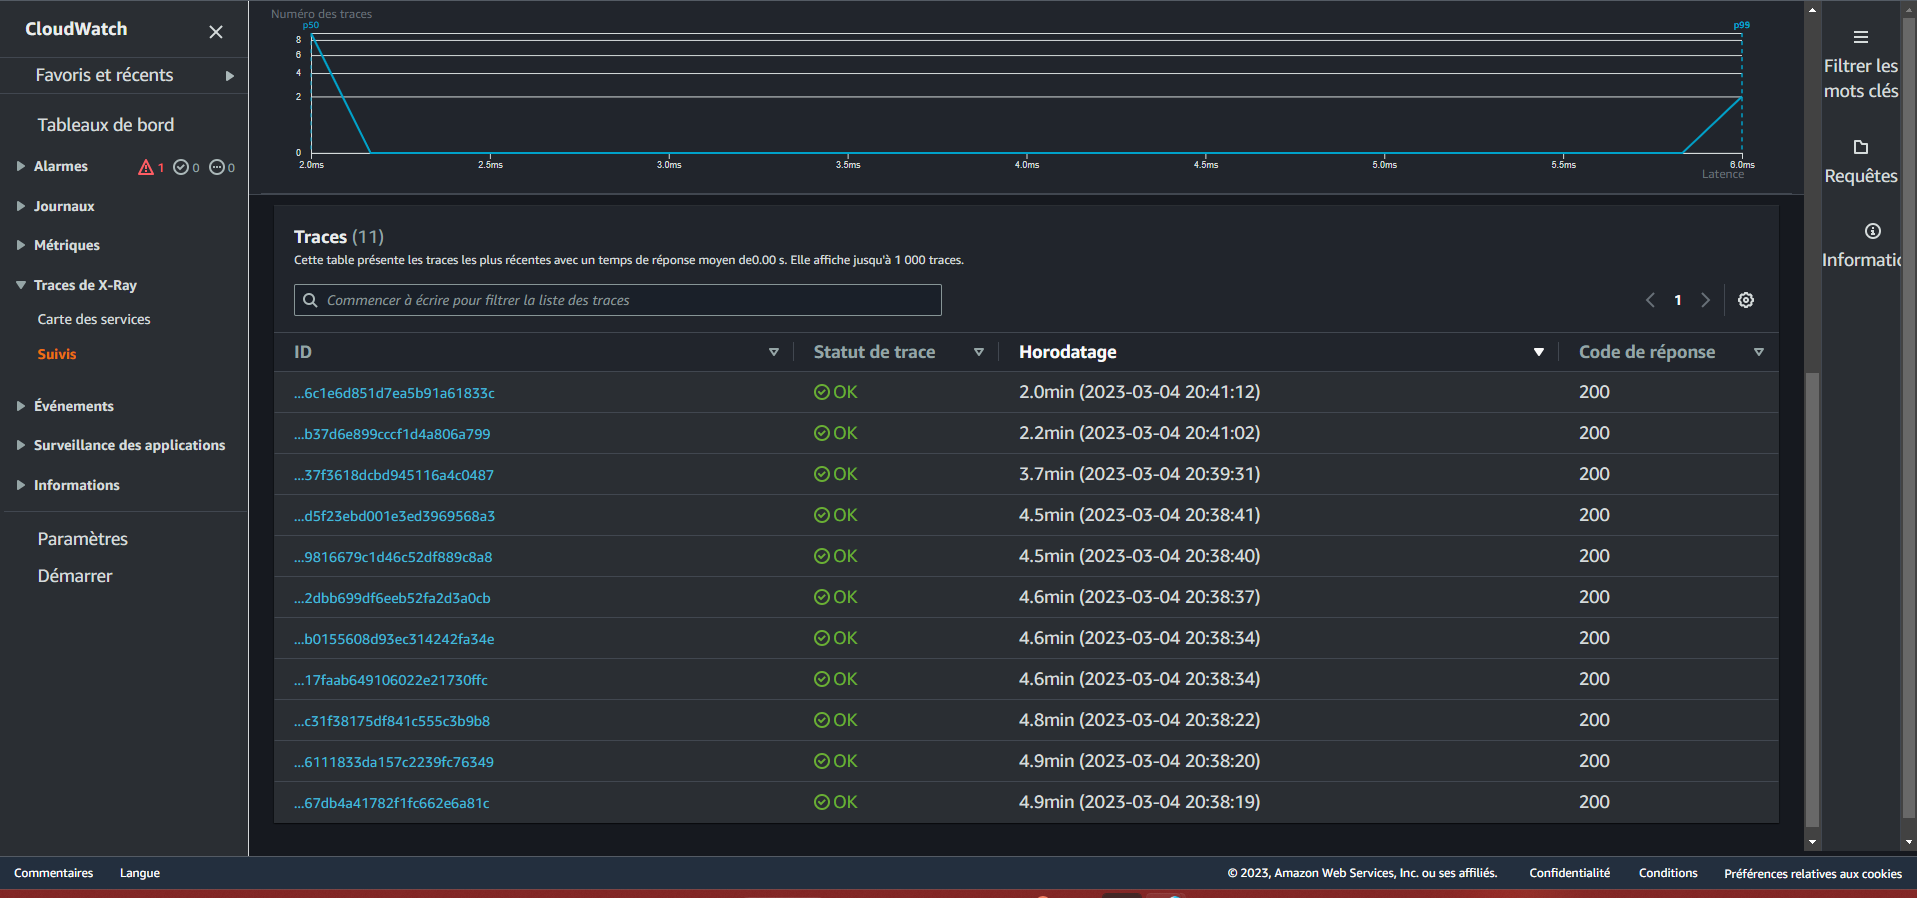 CloudWatch
Favoris et récents
Tableaux de bord
Alarmes 1 0 0
Journaux
Métriques
Traces de X-Ray
Carte des services
Suivis
Événements
Surveillance des applications
Informations
Paramètres
Démarrer
Numéro des traces
p50 p99
8
6
4
2
0
2.0ms 2.5ms 3.0ms 3.5ms 4.0ms 4.5ms 5.0ms 5.5ms 6.0ms
Latence
Traces (11)
Cette table présente les traces les plus récentes avec un temps de réponse moyen de0.00 s. Elle affiche jusqu'à 1 000 traces.
Commencer à écrire pour filtrer la liste des traces
1
ID Statut de trace Horodatage Code de réponse
...6c1e6d851d7ea5b91a61833c OK 2.0min (2023-03-04 20:41:12) 200
...b37d6e899cccf1d4a806a799 OK 2.2min (2023-03-04 20:41:02) 200
...37f3618dcbd945116a4c0487 OK 3.7min (2023-03-04 20:39:31) 200
...d5f23ebd001e3ed3969568a3 OK 4.5min (2023-03-04 20:38:41) 200
...9816679c1d46c52df889c8a8 OK 4.5min (2023-03-04 20:38:40) 200
...2dbb699df6eeb52fa2d3a0cb OK 4.6min (2023-03-04 20:38:37) 200
...b0155608d93ec314242fa34e OK 4.6min (2023-03-04 20:38:34) 200
...17faab649106022e21730ffc OK 4.6min (2023-03-04 20:38:34) 200
...c31f38175df841c555c3b9b8 OK 4.8min (2023-03-04 20:38:22) 200
...6111833da157c2239fc76349 OK 4.9min (2023-03-04 20:38:20) 200
...67db4a41782f1fc662e6a81c OK 4.9min (2023-03-04 20:38:19) 200
Filtrer les
mots clés
Requêtes
Informatic
Commentaires Langue © 2023, Amazon Web Services, Inc. ou ses affiliés. Confidentialité Conditions Préférences relatives aux cookies